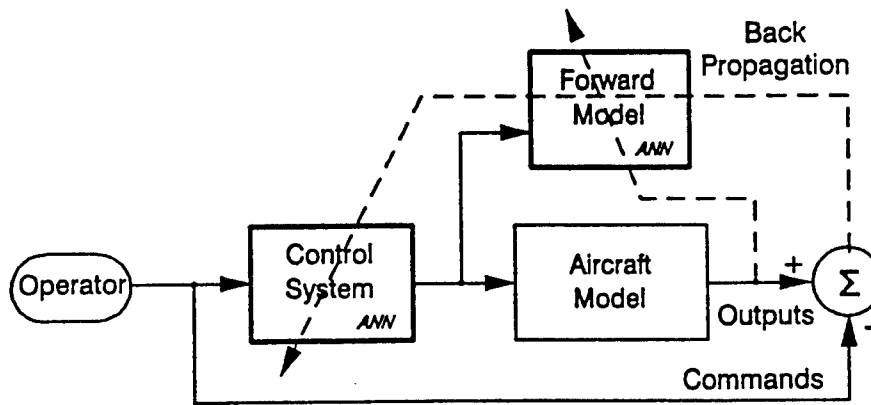 Back
Propagation
Forward
Model
ANN
Control
System
ANN
Operator
Aircraft
Model
+
Σ
-
Outputs
Commands